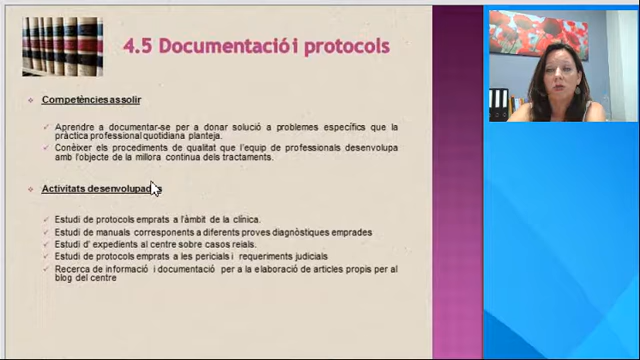 4.5 Documentació i protocols
Competències assolir
Aprendre a documentar-se per a donar solució a problemes específics que la
pràctica professional quotidiana planteja.
Conèixer els procediments de qualitat que l'equip de professionals desenvolupa
amb l'objecte de la millora continua dels tractaments.
Activitats desenvolupades
Estudi de protocols emprats a l'àmbit de la clínica.
Estudi de manuals corresponents a diferents proves diagnòstiques emprades
Estudi d' expedients al centre sobre casos reials.
Estudi de protocols emprats a les pericials i requeriments judicials
Recerca de informació i documentació per a la elaboració de articles propis per al
blog del centre